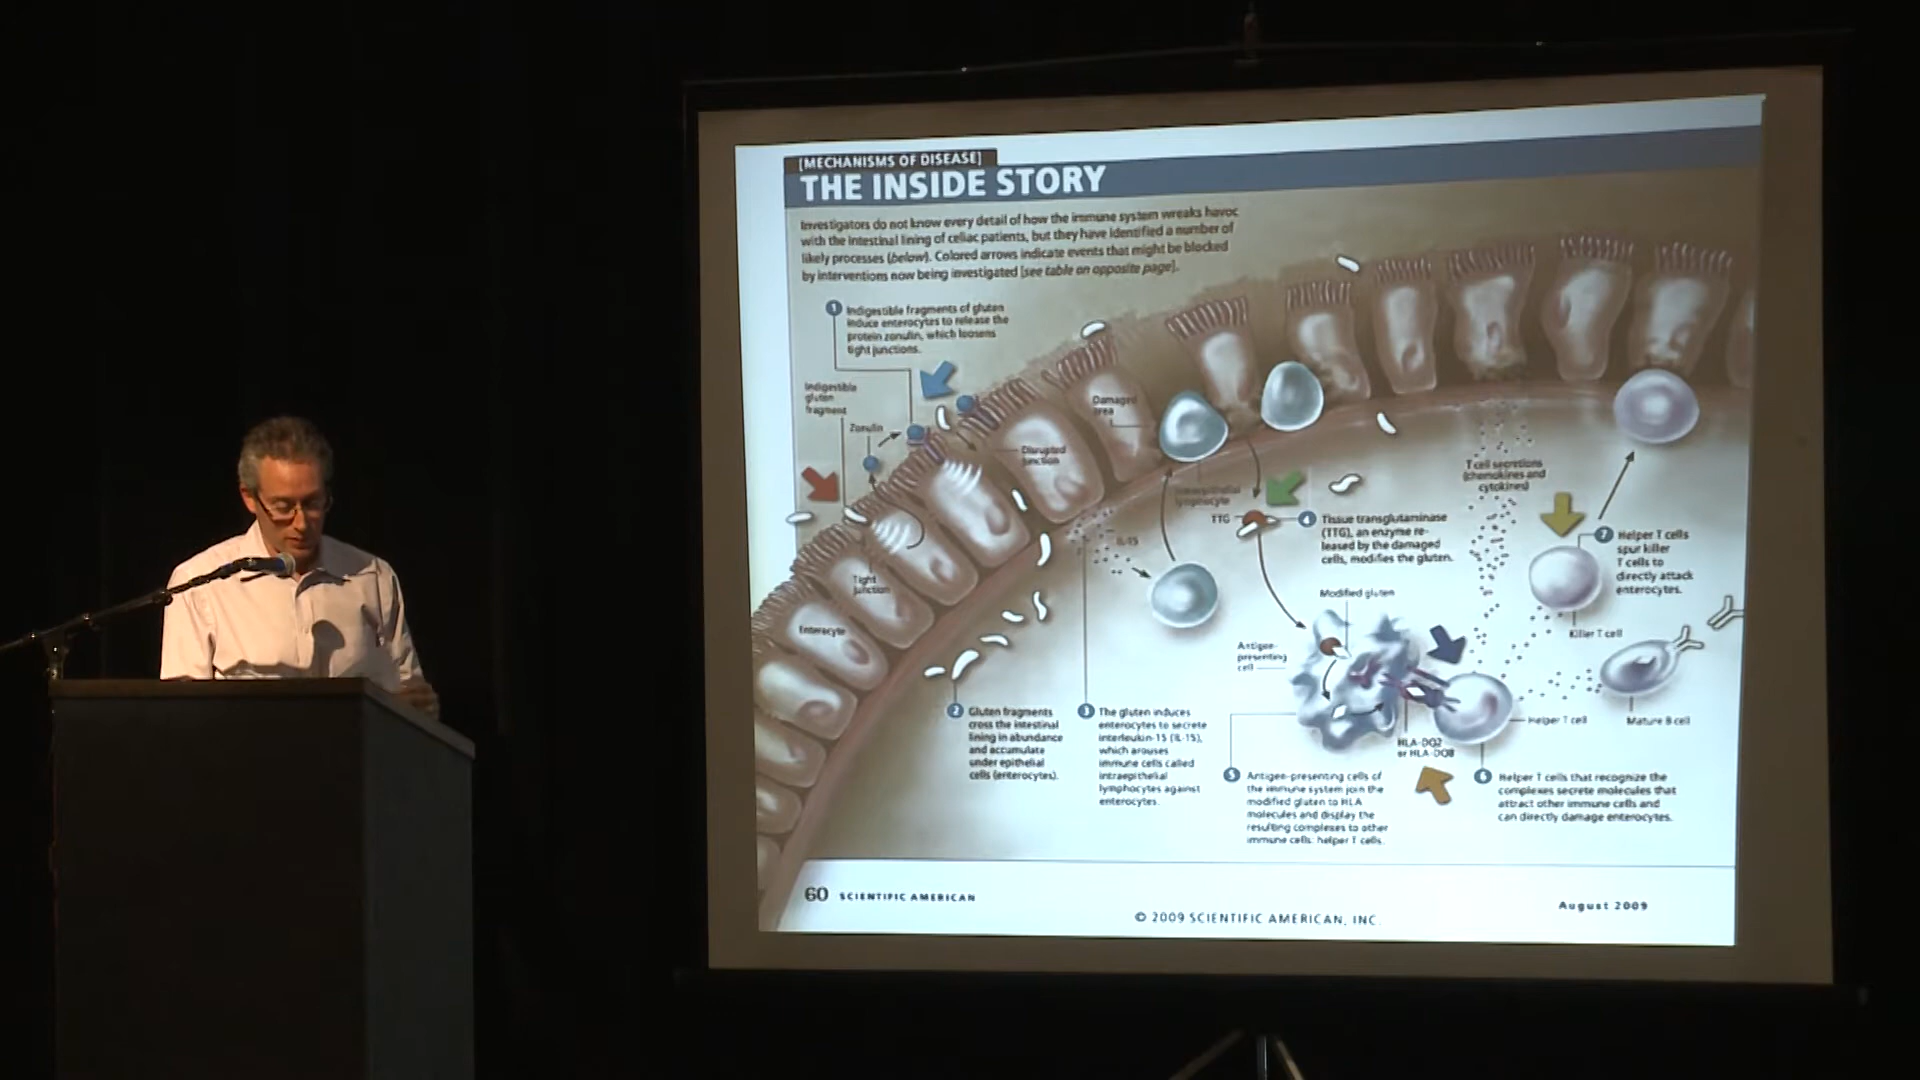 [MECHANISMS OF DISEASE]
THE INSIDE STORY
Investigators do not know every detail of how the immune system wreaks havoc
with the intestinal lining of celiac patients, but they have identified a number of
likely processes (below). Colored arrows indicate events that might be blocked
by interventions now being investigated [see table on opposite page].
1 Indigestible fragments of gluten
induce enterocytes to release the
protein zonulin, which loosens
tight junctions.
Indigestible
gluten
fragment
Zonulin
Disrupted
junction
Damaged
area
Tight
junction
Enterocyte
Intraepithelial
lymphocyte
IL-15
TTG
4 Tissue transglutaminase
(TTG), an enzyme re-
leased by the damaged
cells, modifies the gluten.
Modified gluten
Antigen-
presenting
cell
T cell secretions
(chemokines and
cytokines)
7 Helper T cells
spur killer
T cells to
directly attack
enterocytes.
Killer T cell
Mature B cell
Helper T cell
HLA-DQ2
or HLA-DQ8
2 Gluten fragments
cross the intestinal
lining in abundance
and accumulate
under epithelial
cells (enterocytes).
3 The gluten induces
enterocytes to secrete
interleukin-15 (IL-15),
which arouses
immune cells called
intraepithelial
lymphocytes against
enterocytes.
5 Antigen-presenting cells of
the immune system join the
modified gluten to HLA
molecules and display the
resulting complexes to other
immune cells: helper T cells.
6 Helper T cells that recognize the
complexes secrete molecules that
attract other immune cells and
can directly damage enterocytes.
60 SCIENTIFIC AMERICAN
© 2009 SCIENTIFIC AMERICAN, INC.
August 2009